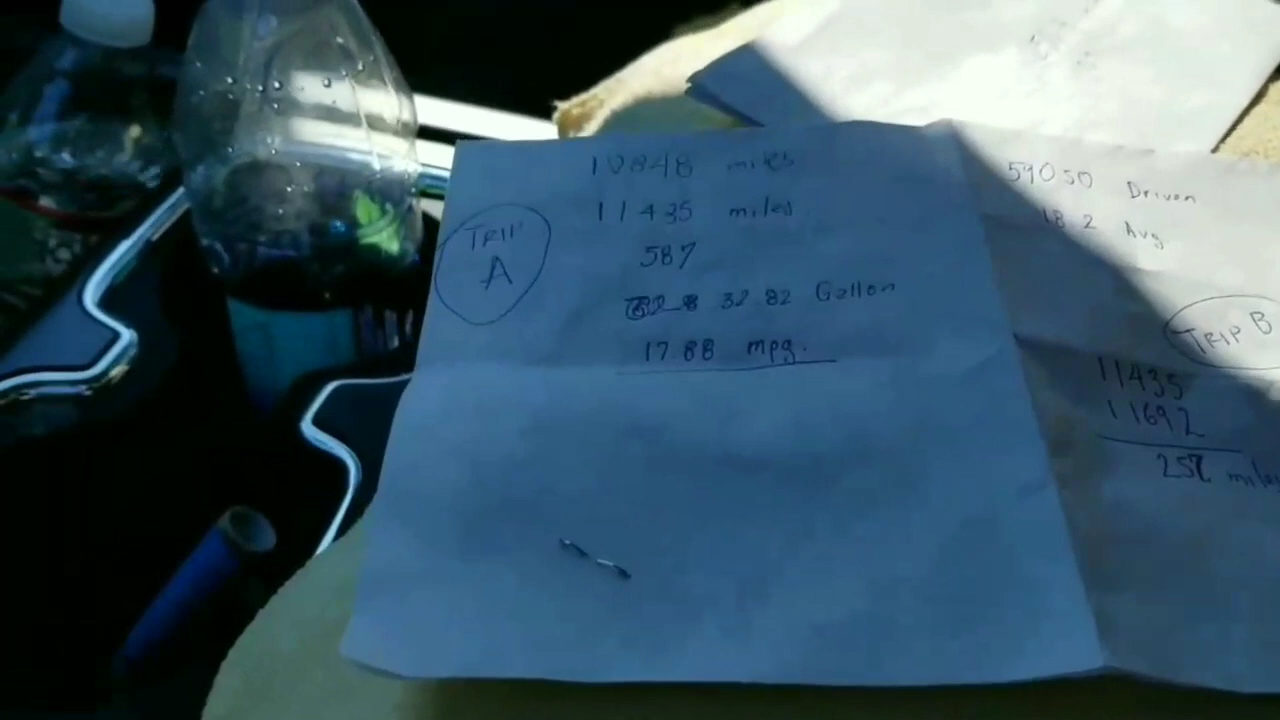 10848 miles
11435 miles
TRIP
A
587
32 82 Gallon
17 88 mpg.
59050 Driven
18 2 Avg
TRIP B
11435
11692
257 miles